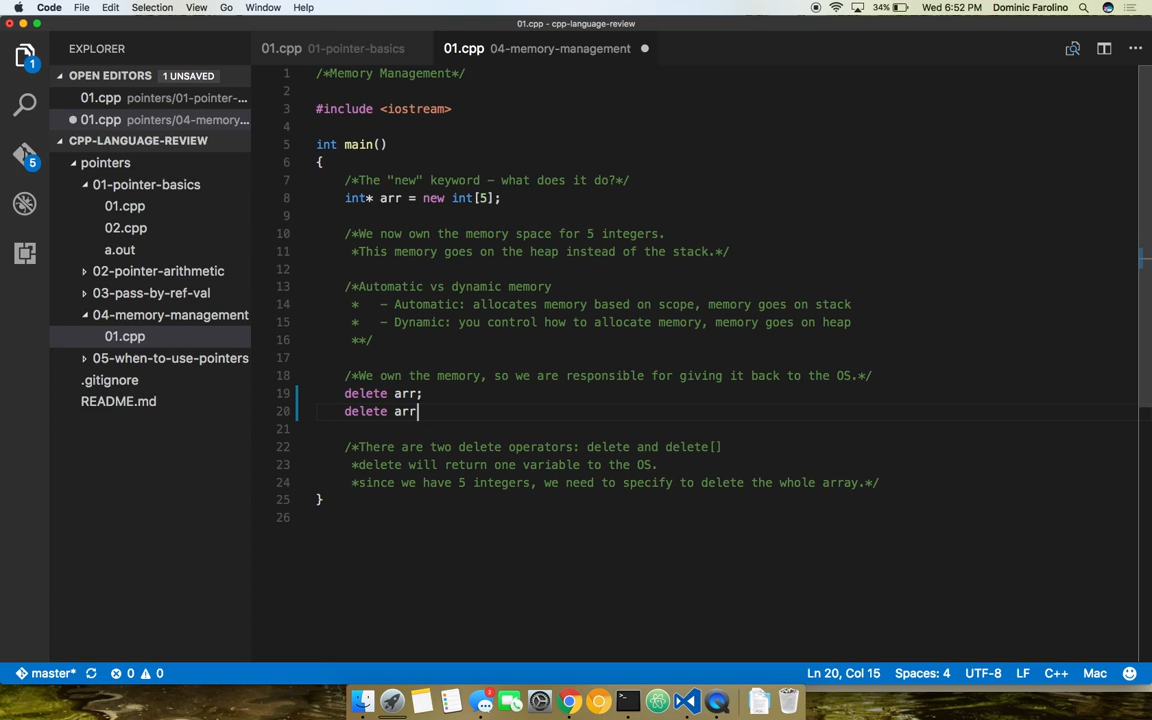 Code File Edit Selection View Go Window Help 34% Wed 6:52 PM Dominic Farolino
01.cpp - cpp-language-review
EXPLORER
OPEN EDITORS 1 UNSAVED
01.cpp pointers/01-pointer-...
01.cpp pointers/04-memory...
CPP-LANGUAGE-REVIEW
pointers
01-pointer-basics
01.cpp
02.cpp
a.out
02-pointer-arithmetic
03-pass-by-ref-val
04-memory-management
01.cpp
05-when-to-use-pointers
.gitignore
README.md
1
5
01.cpp 01-pointer-basics 01.cpp 04-memory-management
1 /*Memory Management*/
2
3 #include <iostream>
4
5 int main()
6 {
7 /*The "new" keyword - what does it do?*/
8 int* arr = new int[5];
9
10 /*We now own the memory space for 5 integers.
11 *This memory goes on the heap instead of the stack.*/
12
13 /*Automatic vs dynamic memory
14 * - Automatic: allocates memory based on scope, memory goes on stack
15 * - Dynamic: you control how to allocate memory, memory goes on heap
16 **/
17
18 /*We own the memory, so we are responsible for giving it back to the OS.*/
19 delete arr;
20 delete arr
21
22 /*There are two delete operators: delete and delete[]
23 *delete will return one variable to the OS.
24 *since we have 5 integers, we need to specify to delete the whole array.*/
25 }
26
master* 0 0 Ln 20, Col 15 Spaces: 4 UTF-8 LF C++ Mac
3